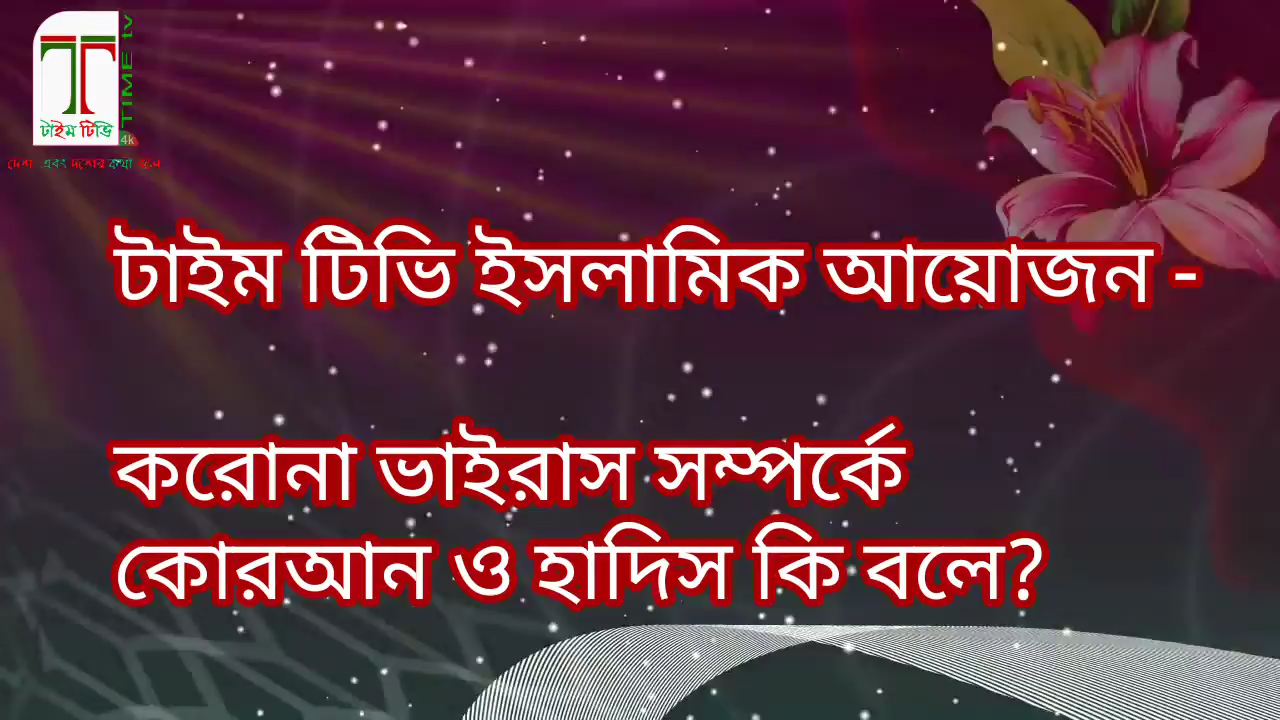 TIME tv
টাইম টিভি
4k
টাইম টিভি ইসলামিক আয়োজন -
করোনা ভাইরাস সম্পর্কে
কোরআন ও হাদিস কি বলে?